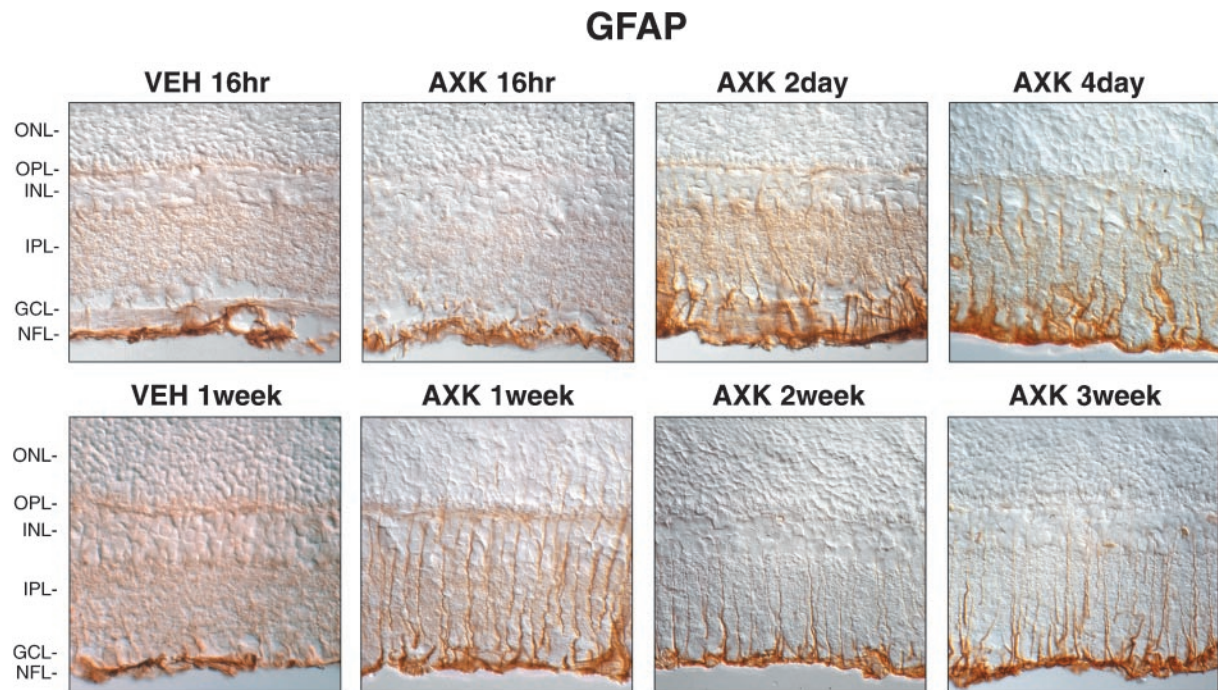 GFAP
VEH 16hr AXK 16hr AXK 2day AXK 4day
ONL-
OPL-
INL-
IPL-
GCL-
NFL-
VEH 1week AXK 1week AXK 2week AXK 3week
ONL-
OPL-
INL-
IPL-
GCL-
NFL-